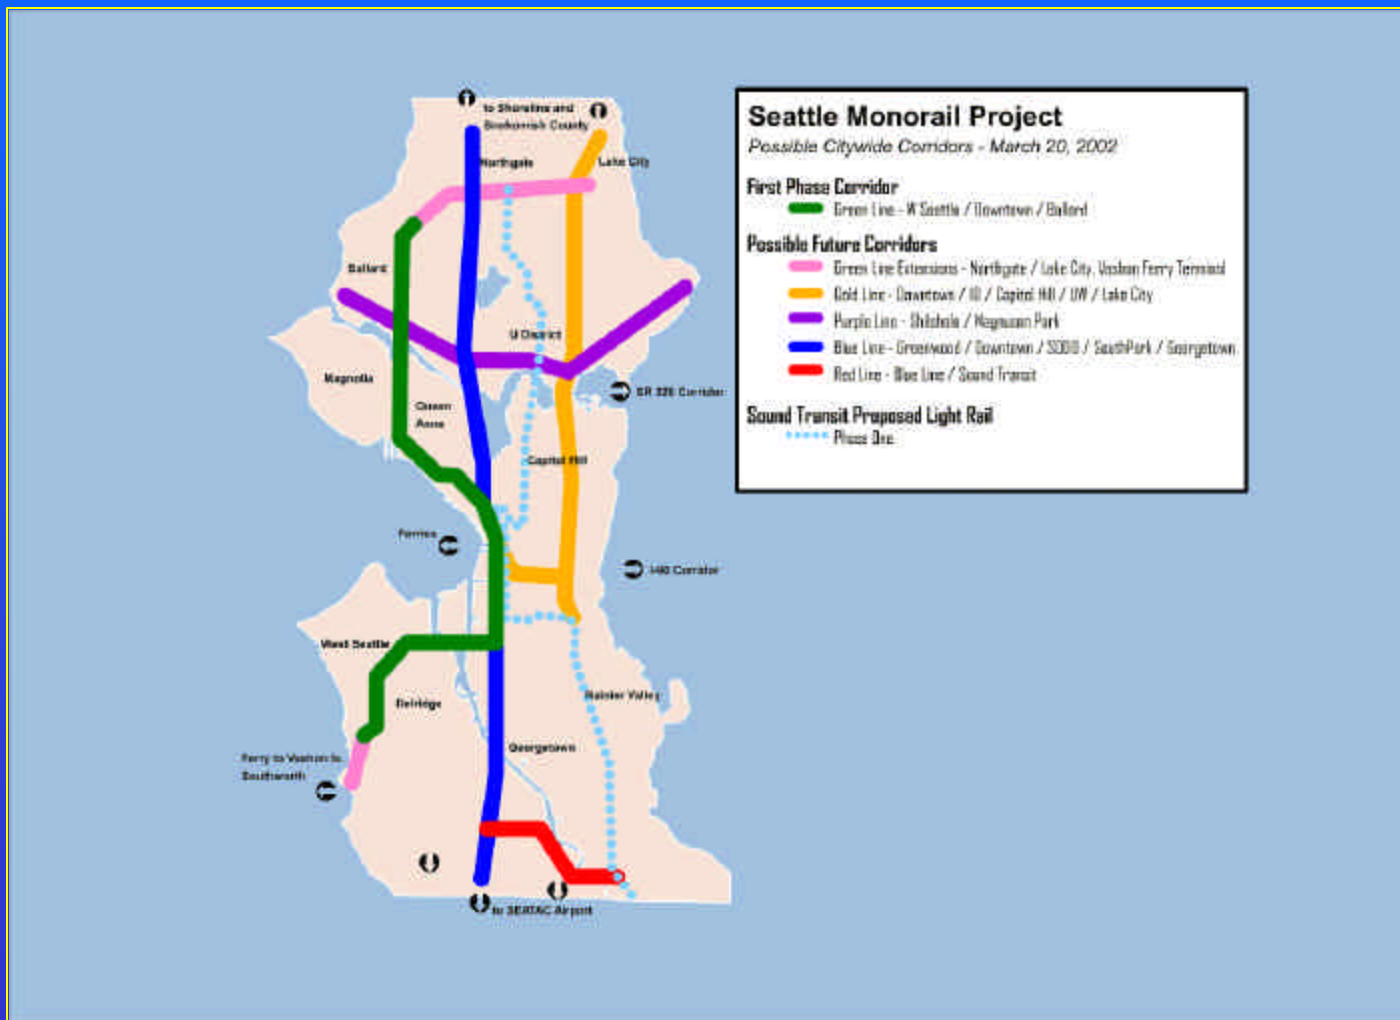 to Shoreline and
Snohomish County
Northgate
Lake City
Ballard
U District
Magnolia
SR 520 Corridor
Queen
Anne
Capitol Hill
Ferries
I-90 Corridor
West Seattle
Rainier Valley
Delridge
Georgetown
Ferry to Vashon to
Southworth
to SEATAC Airport
Seattle Monorail Project
Possible Citywide Corridors - March 20, 2002
First Phase Corridor
Green Line - W Seattle / Downtown / Ballard
Possible Future Corridors
Green Line Extensions - Northgate / Lake City, Vashon Ferry Terminal
Gold Line - Downtown / ID / Capitol Hill / UW / Lake City
Purple Line - Shilshole / Magnuson Park
Blue Line - Greenwood / Downtown / SODO / SouthPark / Georgetown
Red Line - Blue Line / Sound Transit
Sound Transit Proposed Light Rail
Phase One